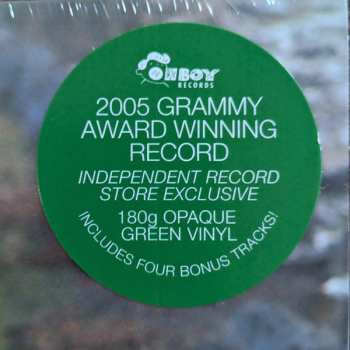 OH BOY
RECORDS
2005 GRAMMY
AWARD WINNING
RECORD
INDEPENDENT RECORD
STORE EXCLUSIVE
180g OPAQUE
GREEN VINYL
INCLUDES FOUR BONUS TRACKS!